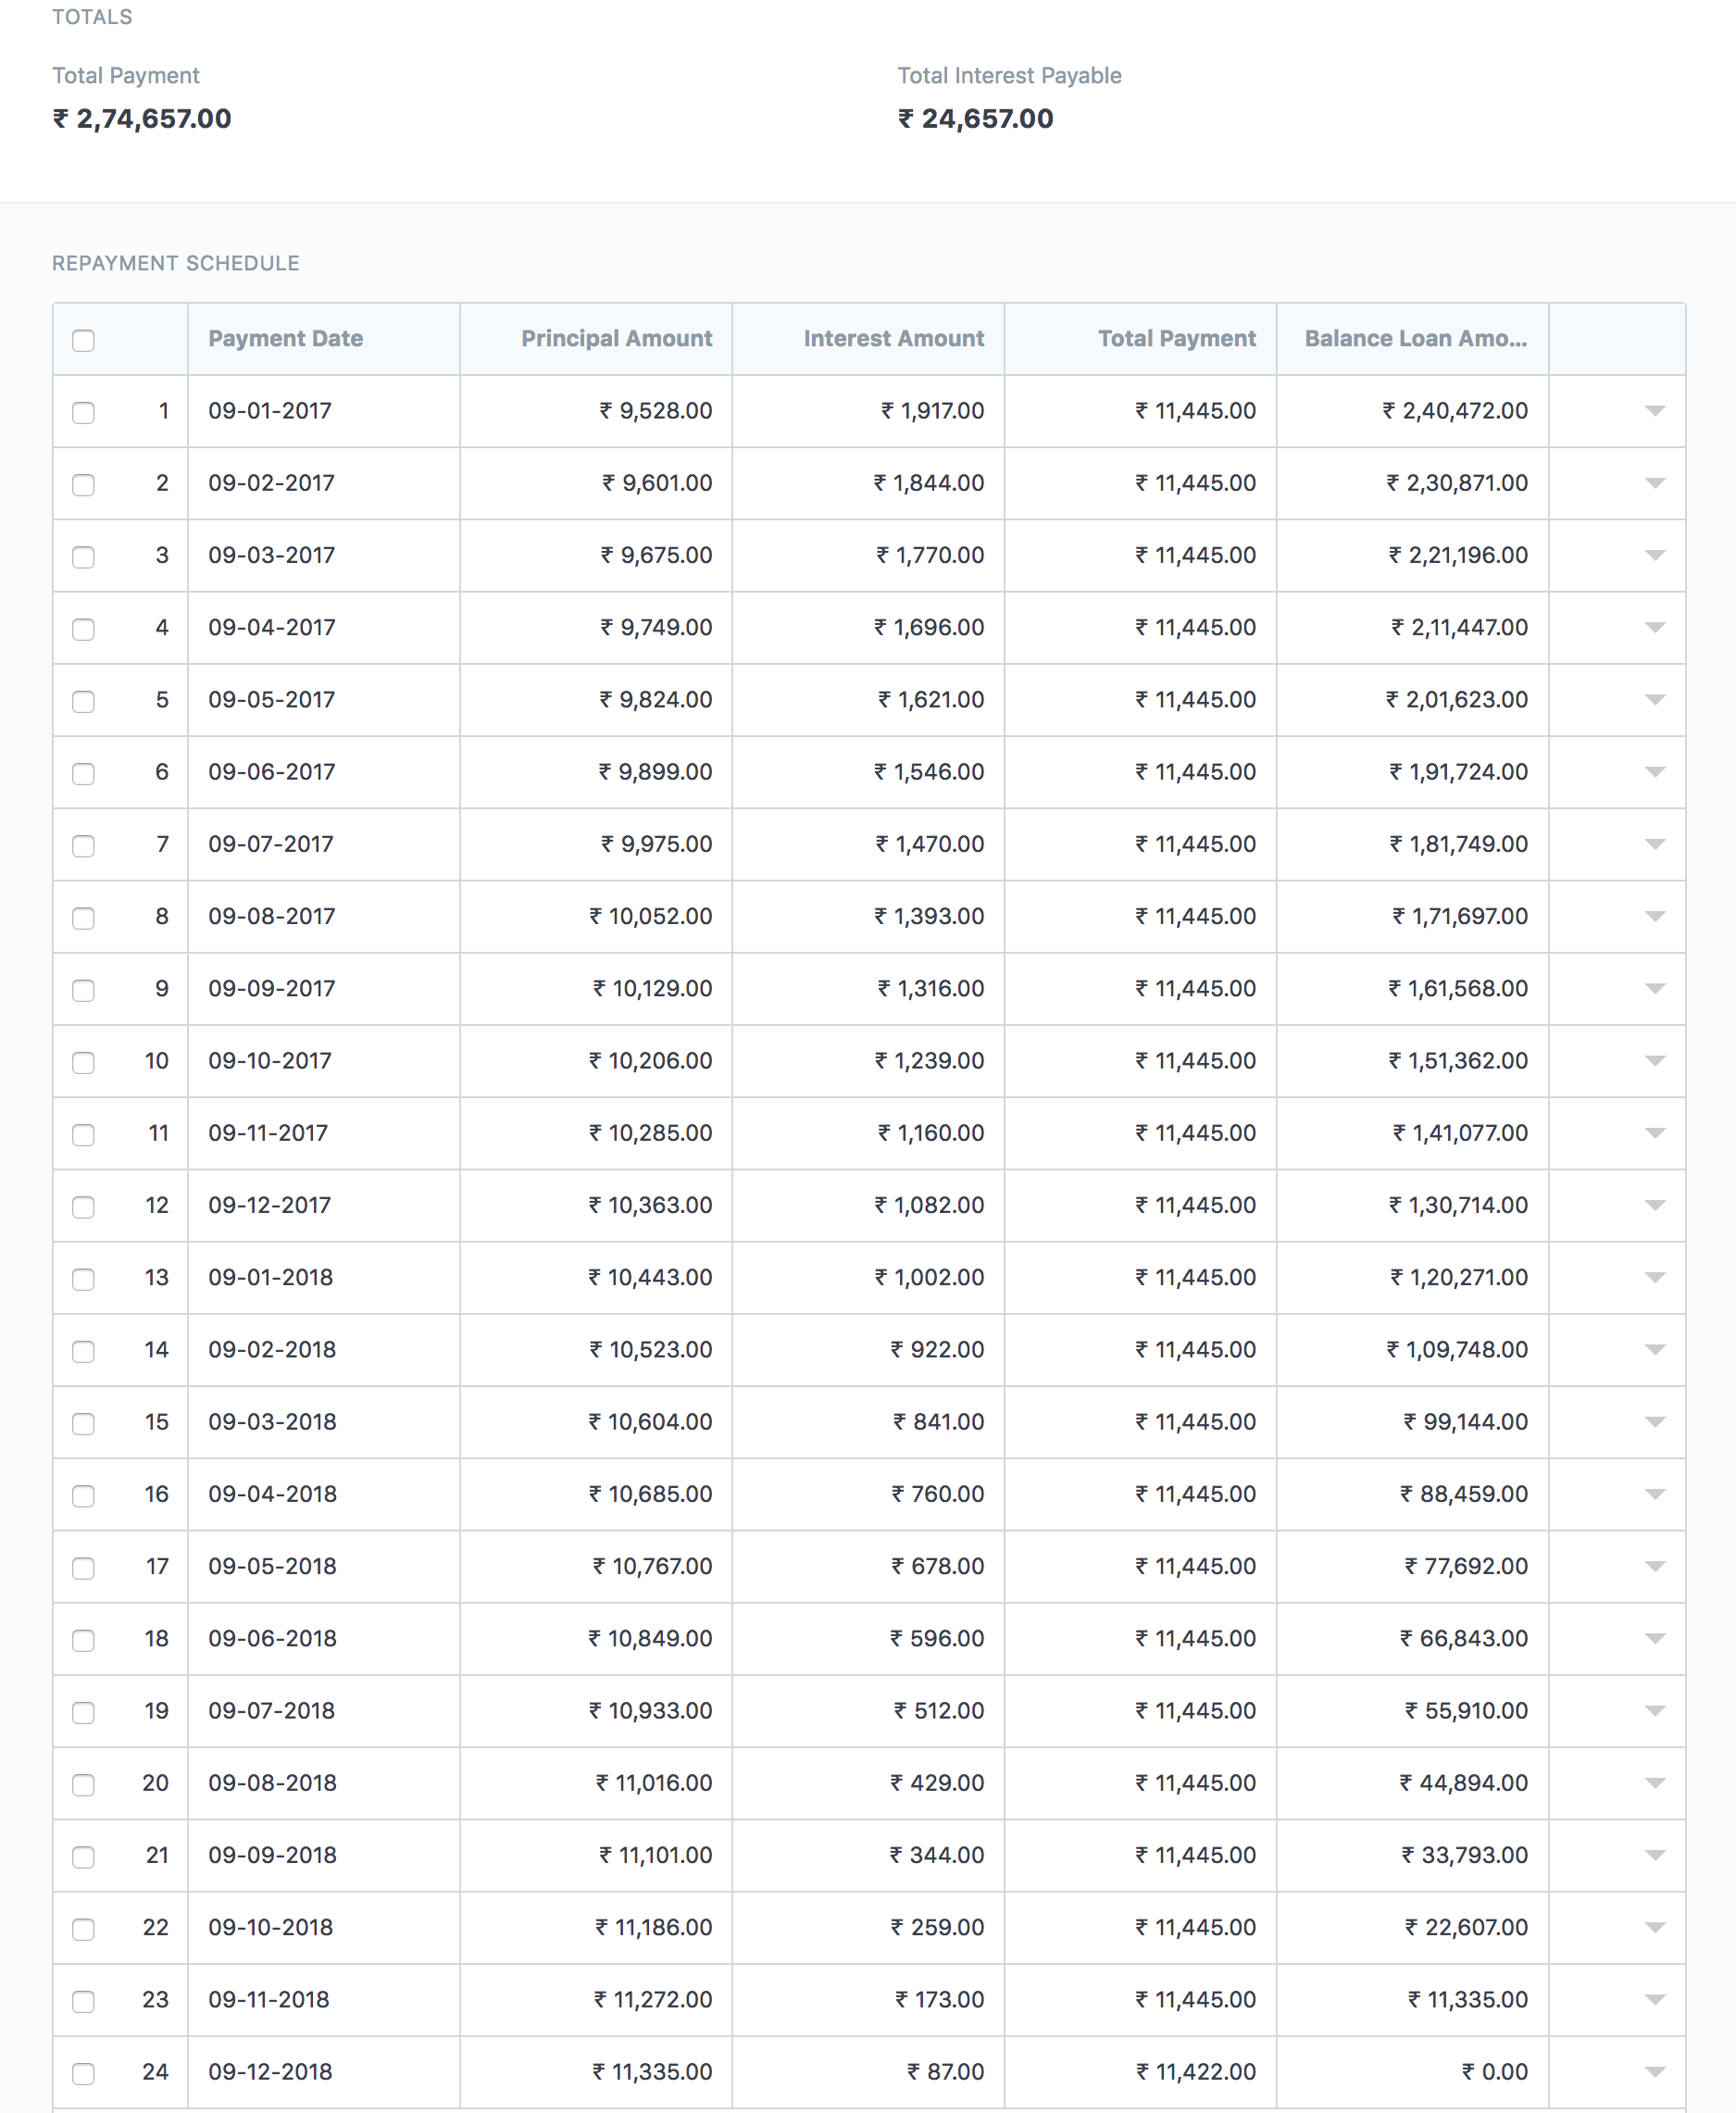 TOTALS
Total Payment Total Interest Payable
₹ 2,74,657.00 ₹ 24,657.00
REPAYMENT SCHEDULE
Payment Date Principal Amount Interest Amount Total Payment Balance Loan Amo...
1 09-01-2017 ₹ 9,528.00 ₹ 1,917.00 ₹ 11,445.00 ₹ 2,40,472.00
2 09-02-2017 ₹ 9,601.00 ₹ 1,844.00 ₹ 11,445.00 ₹ 2,30,871.00
3 09-03-2017 ₹ 9,675.00 ₹ 1,770.00 ₹ 11,445.00 ₹ 2,21,196.00
4 09-04-2017 ₹ 9,749.00 ₹ 1,696.00 ₹ 11,445.00 ₹ 2,11,447.00
5 09-05-2017 ₹ 9,824.00 ₹ 1,621.00 ₹ 11,445.00 ₹ 2,01,623.00
6 09-06-2017 ₹ 9,899.00 ₹ 1,546.00 ₹ 11,445.00 ₹ 1,91,724.00
7 09-07-2017 ₹ 9,975.00 ₹ 1,470.00 ₹ 11,445.00 ₹ 1,81,749.00
8 09-08-2017 ₹ 10,052.00 ₹ 1,393.00 ₹ 11,445.00 ₹ 1,71,697.00
9 09-09-2017 ₹ 10,129.00 ₹ 1,316.00 ₹ 11,445.00 ₹ 1,61,568.00
10 09-10-2017 ₹ 10,206.00 ₹ 1,239.00 ₹ 11,445.00 ₹ 1,51,362.00
11 09-11-2017 ₹ 10,285.00 ₹ 1,160.00 ₹ 11,445.00 ₹ 1,41,077.00
12 09-12-2017 ₹ 10,363.00 ₹ 1,082.00 ₹ 11,445.00 ₹ 1,30,714.00
13 09-01-2018 ₹ 10,443.00 ₹ 1,002.00 ₹ 11,445.00 ₹ 1,20,271.00
14 09-02-2018 ₹ 10,523.00 ₹ 922.00 ₹ 11,445.00 ₹ 1,09,748.00
15 09-03-2018 ₹ 10,604.00 ₹ 841.00 ₹ 11,445.00 ₹ 99,144.00
16 09-04-2018 ₹ 10,685.00 ₹ 760.00 ₹ 11,445.00 ₹ 88,459.00
17 09-05-2018 ₹ 10,767.00 ₹ 678.00 ₹ 11,445.00 ₹ 77,692.00
18 09-06-2018 ₹ 10,849.00 ₹ 596.00 ₹ 11,445.00 ₹ 66,843.00
19 09-07-2018 ₹ 10,933.00 ₹ 512.00 ₹ 11,445.00 ₹ 55,910.00
20 09-08-2018 ₹ 11,016.00 ₹ 429.00 ₹ 11,445.00 ₹ 44,894.00
21 09-09-2018 ₹ 11,101.00 ₹ 344.00 ₹ 11,445.00 ₹ 33,793.00
22 09-10-2018 ₹ 11,186.00 ₹ 259.00 ₹ 11,445.00 ₹ 22,607.00
23 09-11-2018 ₹ 11,272.00 ₹ 173.00 ₹ 11,445.00 ₹ 11,335.00
24 09-12-2018 ₹ 11,335.00 ₹ 87.00 ₹ 11,422.00 ₹ 0.00